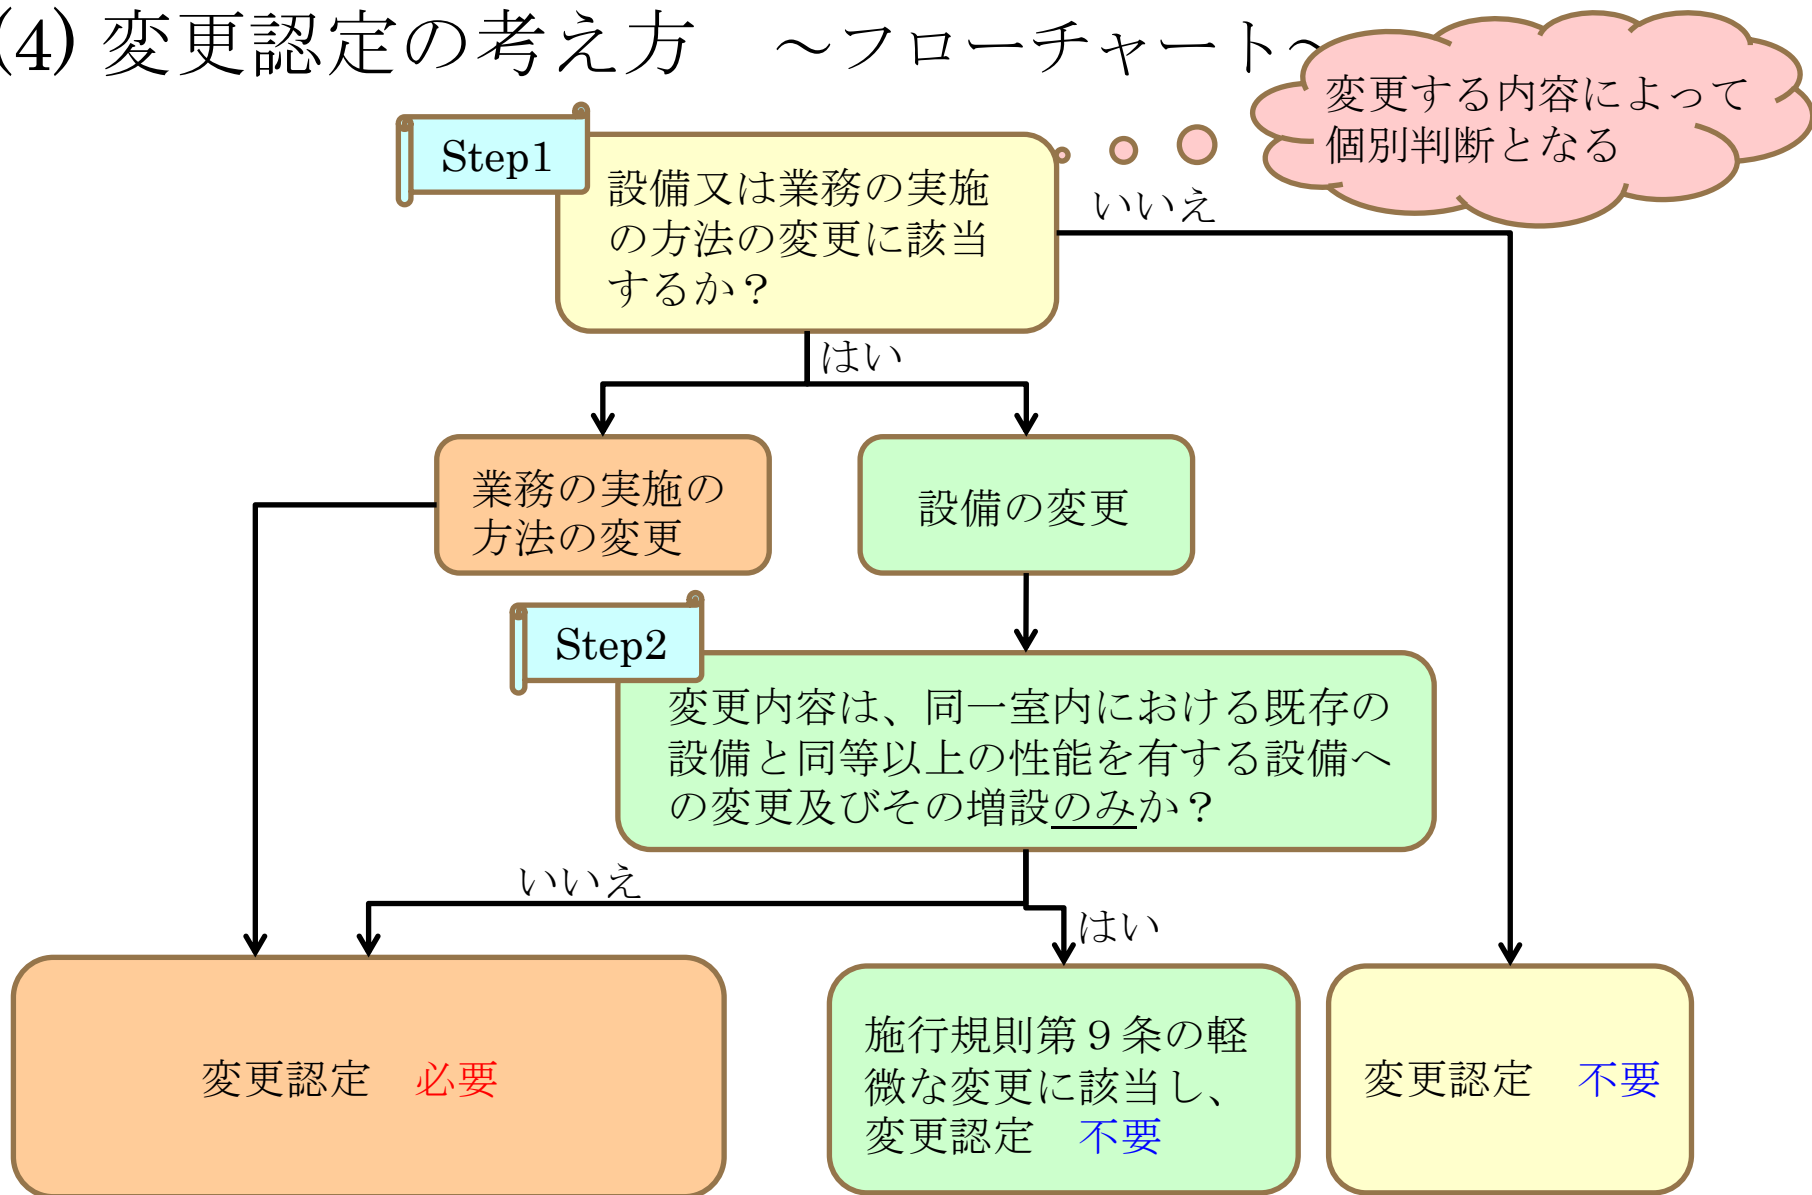 (4) 変更認定の考え方　～フローチャート～
変更する内容によって
個別判断となる
Step1
設備又は業務の実施
の方法の変更に該当
するか？
いいえ
はい
業務の実施の
方法の変更
設備の変更
Step2
変更内容は、同一室内における既存の
設備と同等以上の性能を有する設備へ
の変更及びその増設のみか？
いいえ
はい
変更認定　必要
施行規則第９条の軽
微な変更に該当し、
変更認定　不要
変更認定　不要